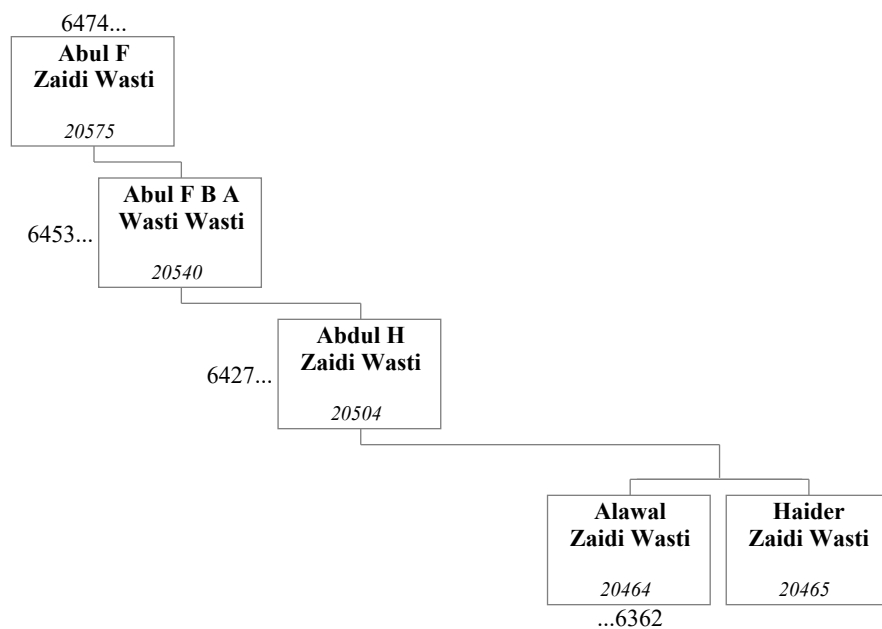 6474...
Abul F
Zaidi Wasti
20575
Abul F B A
Wasti Wasti
6453...
20540
Abdul H
Zaidi Wasti
6427...
20504
Alawal
Zaidi Wasti
20464
...6362
Haider
Zaidi Wasti
20465